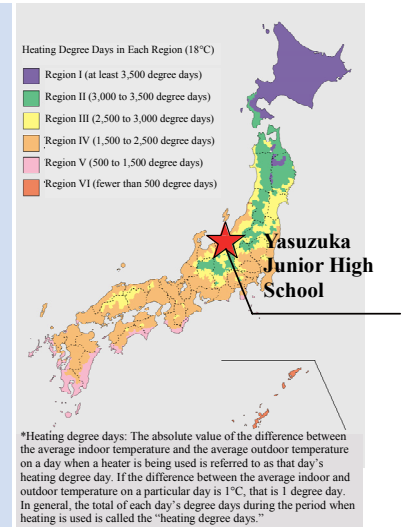 Heating Degree Days in Each Region (18°C)
Region I (at least 3,500 degree days)
Region II (3,000 to 3,500 degree days)
Region III (2,500 to 3,000 degree days)
Region IV (1,500 to 2,500 degree days)
Region V (500 to 1,500 degree days)
Region VI (fewer than 500 degree days)
Yasuzuka
Junior High
School
*Heating degree days: The absolute value of the difference between
the average indoor temperature and the average outdoor temperature
on a day when a heater is being used is referred to as that day’s
heating degree day. If the difference between the average indoor and
outdoor temperature on a particular day is 1°C, that is 1 degree day.
In general, the total of each day’s degree days during the period when
heating is used is called the “heating degree days.”